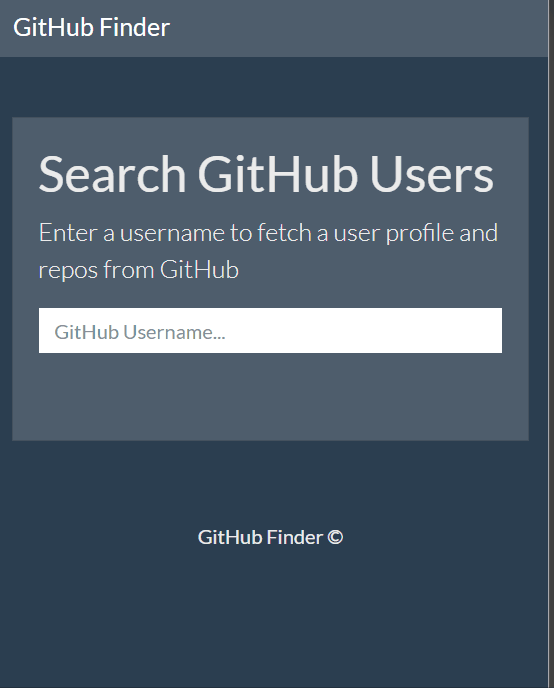 GitHub Finder
Search GitHub Users
Enter a username to fetch a user profile and
repos from GitHub
GitHub Username...
GitHub Finder ©